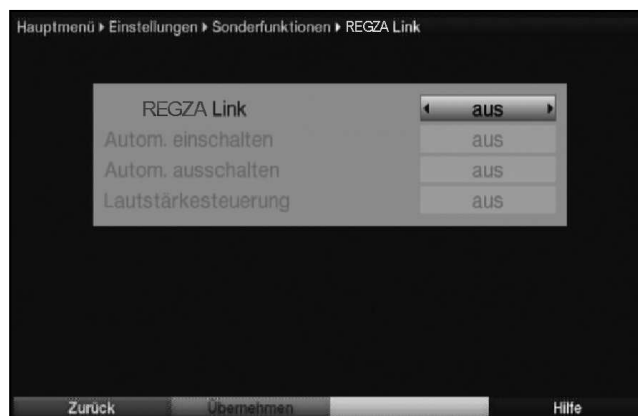 Hauptmenü ▸ Einstellungen ▸ Sonderfunktionen ▸ REGZA Link
REGZA Link aus
Autom. einschalten aus
Autom. ausschalten aus
Lautstärkesteuerung aus
Zurück Übernehmen Hilfe